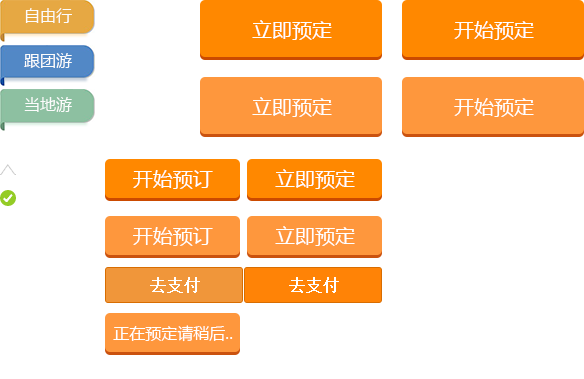 自由行
立即预定
开始预定
跟团游
立即预定
开始预定
当地游
开始预订
立即预定
开始预订
立即预定
去支付
去支付
正在预定请稍后..